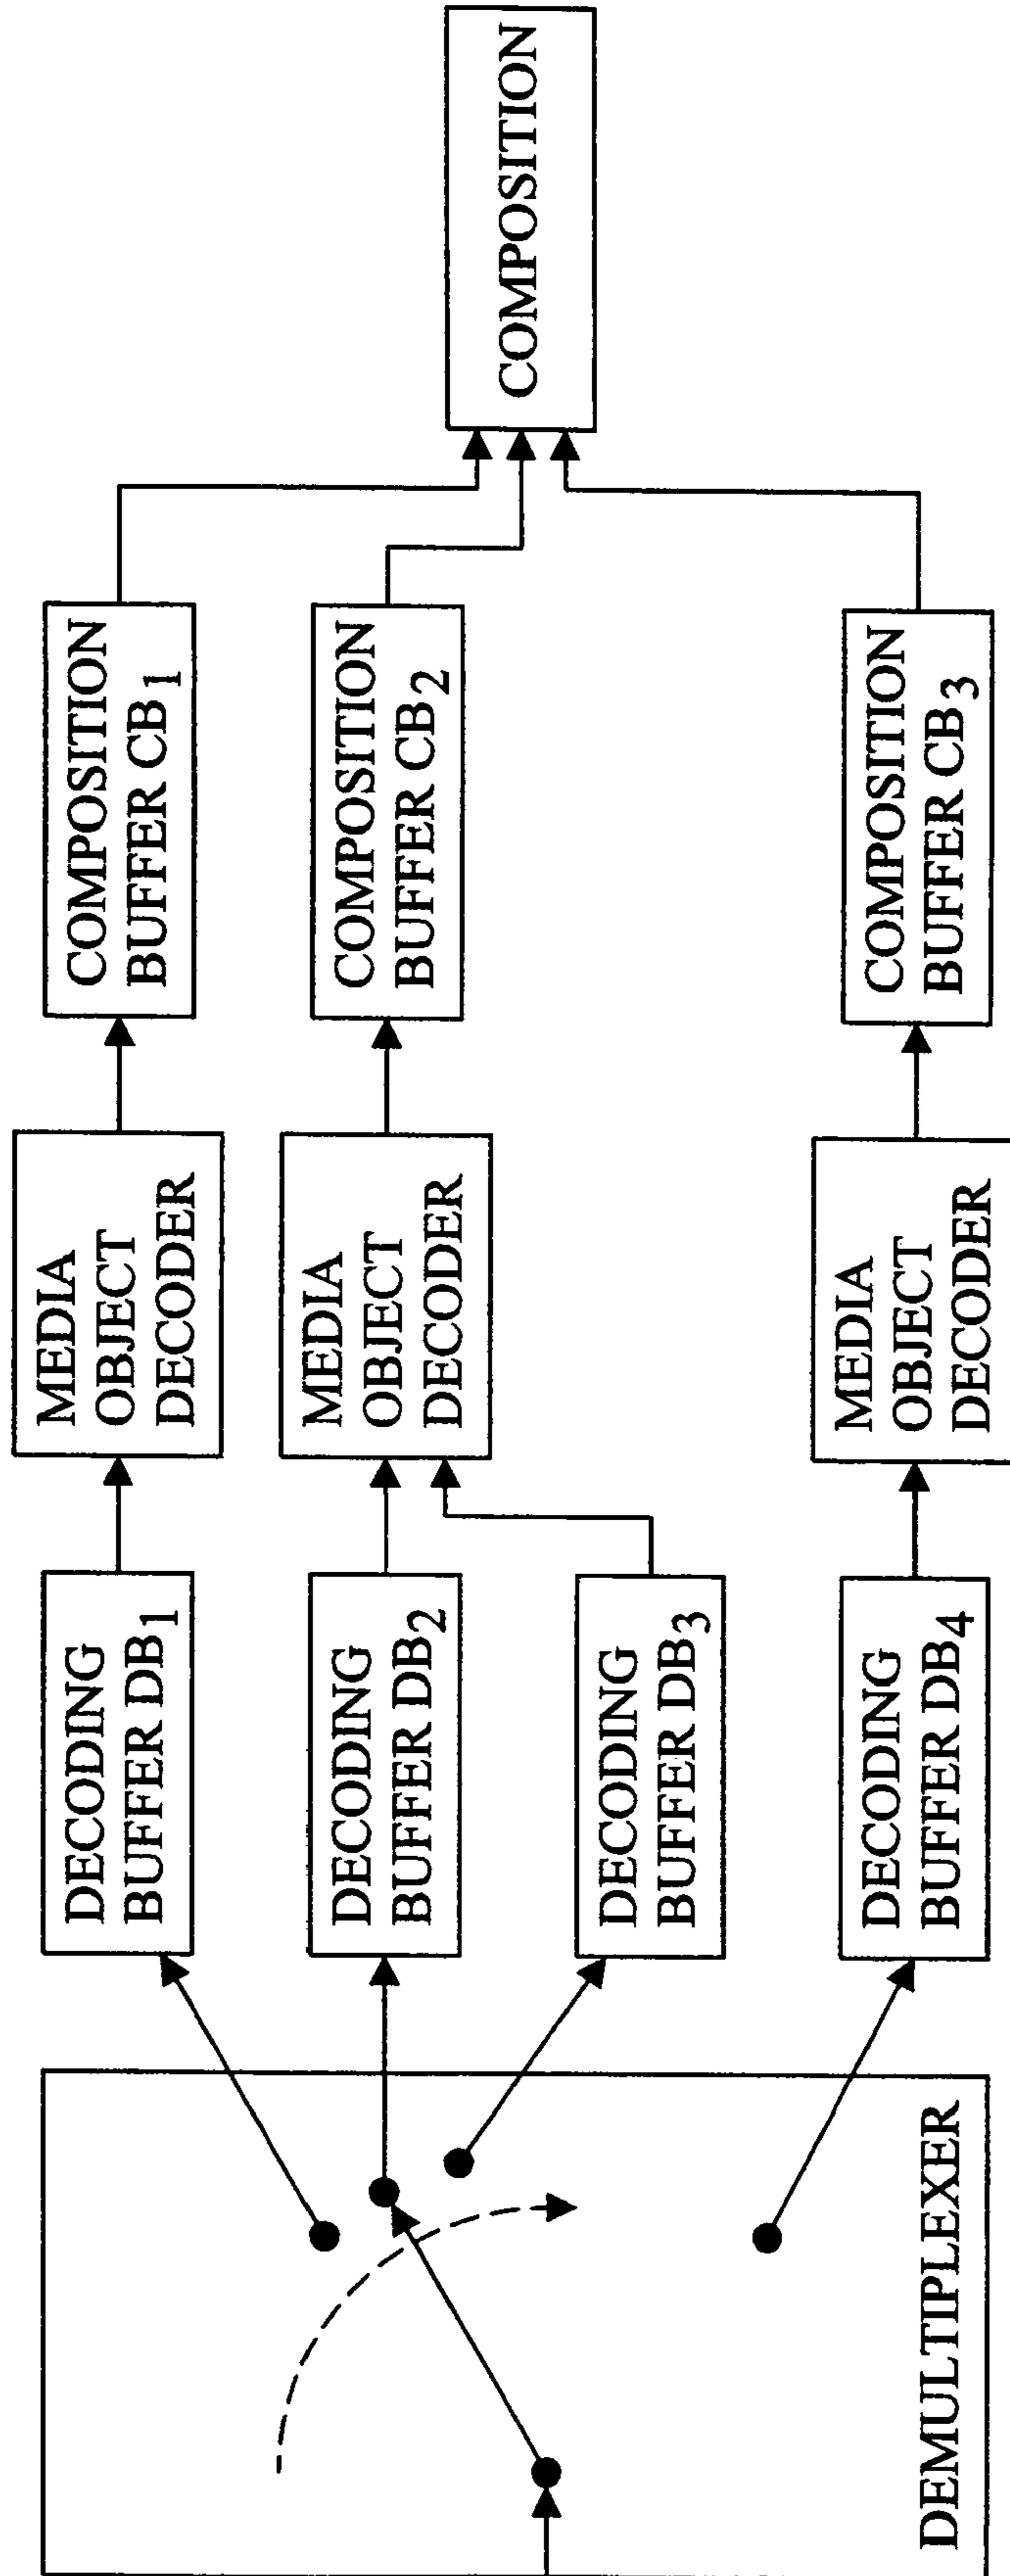 DEMULTIPLEXER
DECODING
BUFFER DB1
DECODING
BUFFER DB2
DECODING
BUFFER DB3
DECODING
BUFFER DB4
MEDIA
OBJECT
DECODER
MEDIA
OBJECT
DECODER
MEDIA
OBJECT
DECODER
COMPOSITION
BUFFER CB1
COMPOSITION
BUFFER CB2
COMPOSITION
BUFFER CB3
COMPOSITION